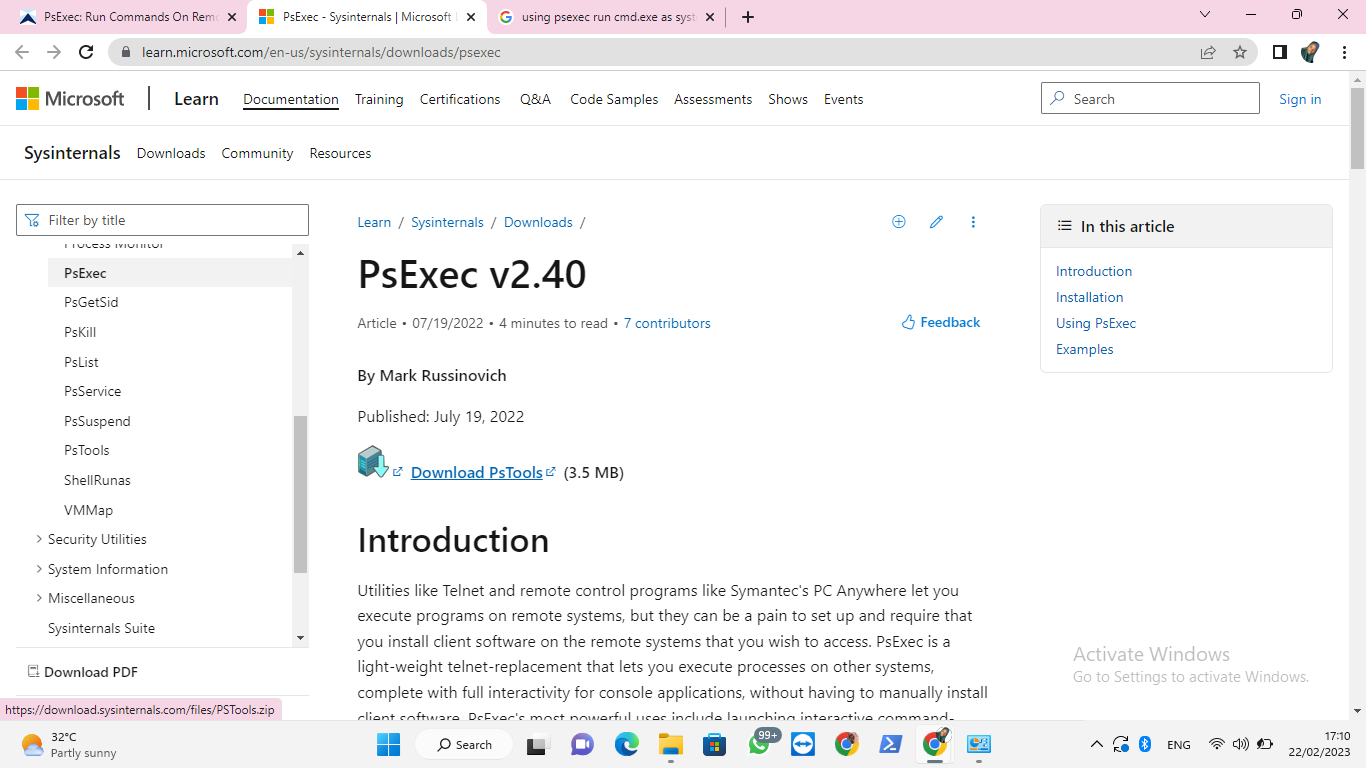 PsExec: Run Commands On Remo
PsExec - Sysinternals | Microsoft
using psexec run cmd.exe as syst
learn.microsoft.com/en-us/sysinternals/downloads/psexec
Microsoft
Learn
Documentation
Training
Certifications
Q&A
Code Samples
Assessments
Shows
Events
Search
Sign in
Sysinternals
Downloads
Community
Resources
Filter by title
Process Monitor
PsExec
PsGetSid
PsKill
PsList
PsService
PsSuspend
PsTools
ShellRunas
VMMap
Security Utilities
System Information
Miscellaneous
Sysinternals Suite
Download PDF
https://download.sysinternals.com/files/PSTools.zip
Learn / Sysinternals / Downloads /
PsExec v2.40
Article • 07/19/2022 • 4 minutes to read • 7 contributors
Feedback
By Mark Russinovich
Published: July 19, 2022
Download PsTools (3.5 MB)
Introduction
Utilities like Telnet and remote control programs like Symantec's PC Anywhere let you
execute programs on remote systems, but they can be a pain to set up and require that
you install client software on the remote systems that you wish to access. PsExec is a
light-weight telnet-replacement that lets you execute processes on other systems,
complete with full interactivity for console applications, without having to manually install
client software. PsExec's most powerful uses include launching interactive command-
In this article
Introduction
Installation
Using PsExec
Examples
Activate Windows
Go to Settings to activate Windows.
32°C
Partly sunny
Search
99+
ENG
17:10
22/02/2023